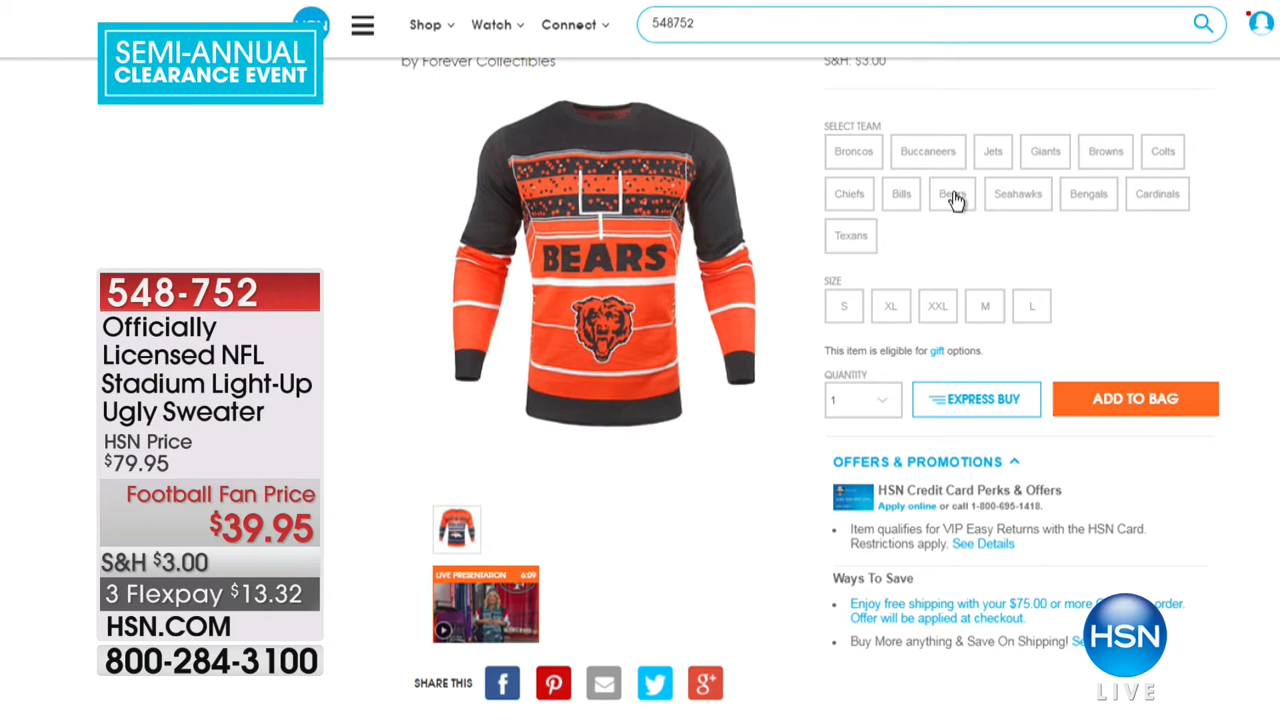 HSN
SEMI-ANNUAL
CLEARANCE EVENT
Shop Watch Connect
548752
by Forever Collectibles
S&H: $3.00
BEARS
SELECT TEAM
Broncos Buccaneers Jets Giants Browns Colts
Chiefs Bills Bears Seahawks Bengals Cardinals
Texans
SIZE
S XL XXL M L
This item is eligible for gift options.
QUANTITY
1 EXPRESS BUY ADD TO BAG
OFFERS & PROMOTIONS
HSN Credit Card Perks & Offers
Apply online or call 1-800-695-1418.
Item qualifies for VIP Easy Returns with the HSN Card.
Restrictions apply. See Details
Ways To Save
Enjoy free shipping with your $75.00 or more order.
Offer will be applied at checkout.
Buy More anything & Save On Shipping!
548-752
Officially
Licensed NFL
Stadium Light-Up
Ugly Sweater
HSN Price
$79.95
Football Fan Price
$39.95
S&H $3.00
3 Flexpay $13.32
HSN.COM
800-284-3100
LIVE PRESENTATION 6:09
SHARE THIS
HSN
LIVE